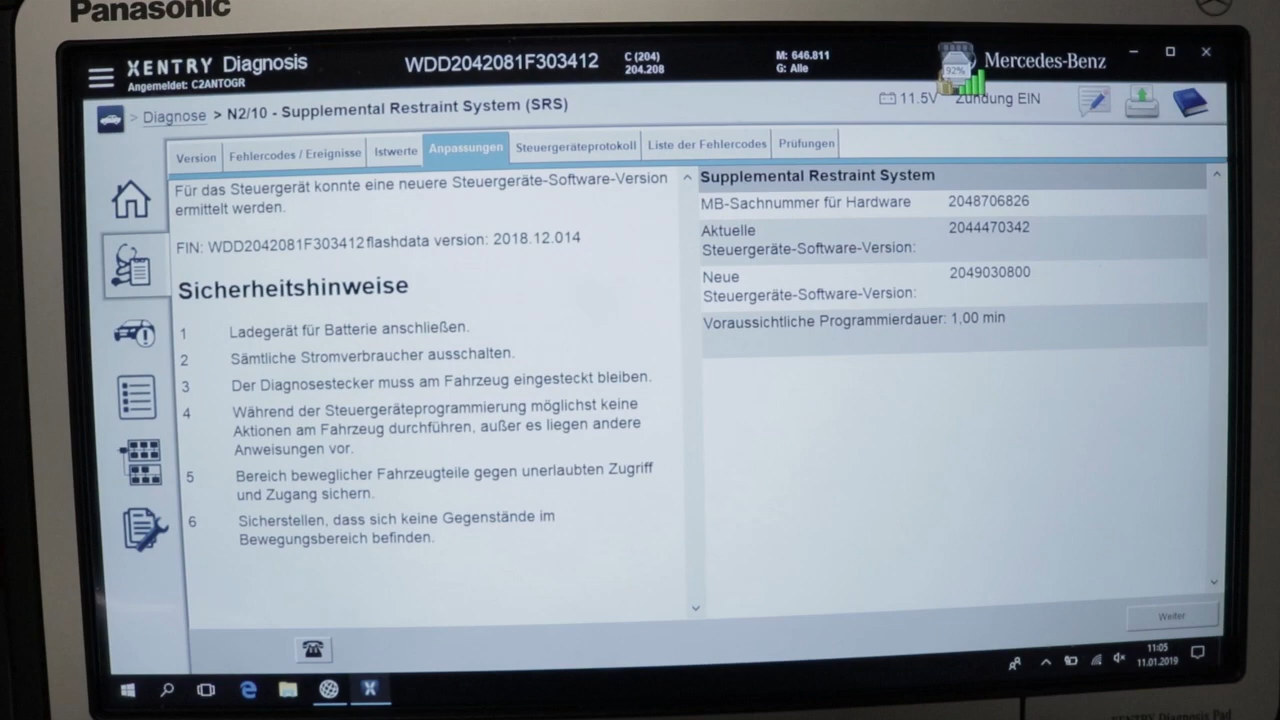 Panasonic
XENTRY Diagnosis
Angemeldet: C2ANTOGR
WDD2042081F303412
C (204)
204.208
M: 646.811
G: Alle
92%
Mercedes-Benz
> Diagnose > N2/10 - Supplemental Restraint System (SRS)
11.5V
Zündung EIN
Version
Fehlercodes / Ereignisse
Istwerte
Anpassungen
Steuergeräteprotokoll
Liste der Fehlercodes
Prüfungen
Für das Steuergerät konnte eine neuere Steuergeräte-Software-Version
ermittelt werden.
FIN: WDD2042081F303412flashdata version: 2018.12.014
Sicherheitshinweise
1 Ladegerät für Batterie anschließen.
2 Sämtliche Stromverbraucher ausschalten.
3 Der Diagnosestecker muss am Fahrzeug eingesteckt bleiben.
4 Während der Steuergeräteprogrammierung möglichst keine
Aktionen am Fahrzeug durchführen, außer es liegen andere
Anweisungen vor.
5 Bereich beweglicher Fahrzeugteile gegen unerlaubten Zugriff
und Zugang sichern.
6 Sicherstellen, dass sich keine Gegenstände im
Bewegungsbereich befinden.
Supplemental Restraint System
MB-Sachnummer für Hardware 2048706826
Aktuelle 2044470342
Steuergeräte-Software-Version:
Neue 2049030800
Steuergeräte-Software-Version:
Voraussichtliche Programmierdauer: 1,00 min
Weiter
11:05
11.01.2019
XENTRY Diagnosis Pad